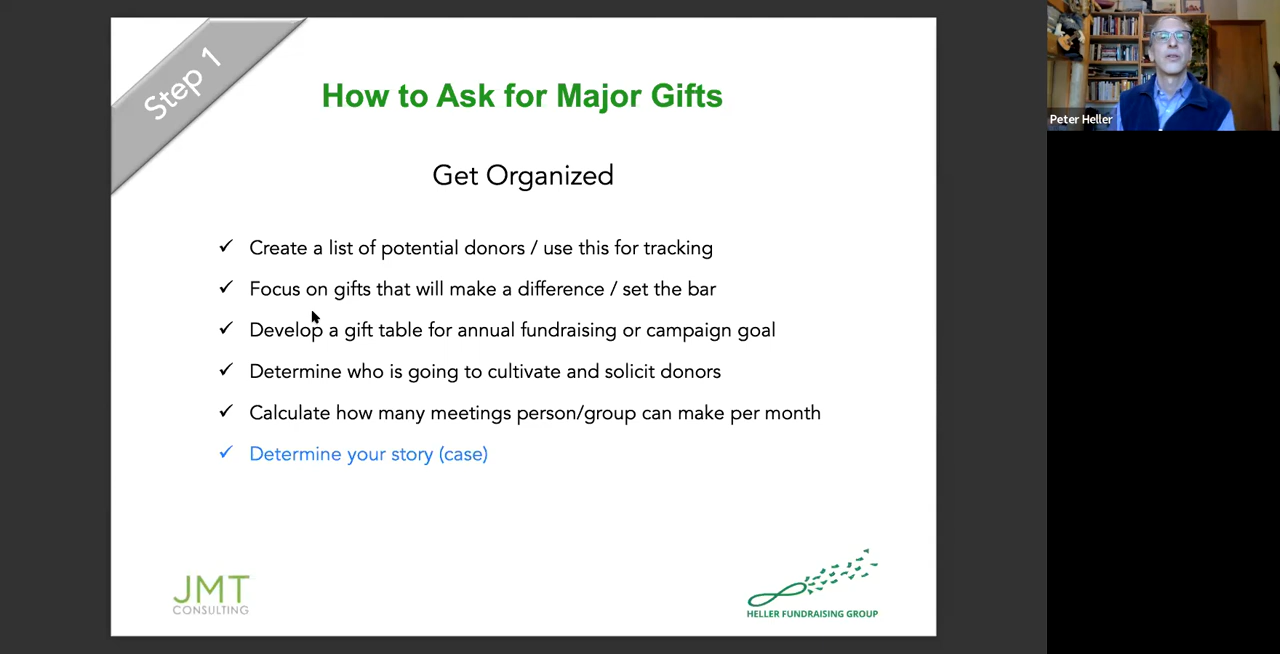 Step 1
How to Ask for Major Gifts
Get Organized
✓ Create a list of potential donors / use this for tracking
✓ Focus on gifts that will make a difference / set the bar
✓ Develop a gift table for annual fundraising or campaign goal
✓ Determine who is going to cultivate and solicit donors
✓ Calculate how many meetings person/group can make per month
✓ Determine your story (case)
JMT
CONSULTING
HELLER FUNDRAISING GROUP
Peter Heller